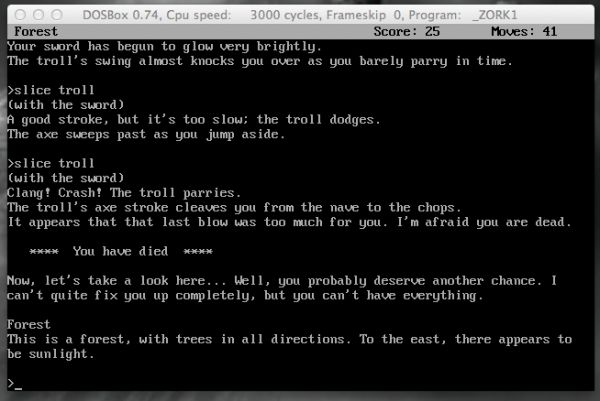 DOSBox 0.74, Cpu speed: 3000 cycles, Frameskip 0, Program: _ZORK1
Forest Score: 25 Moves: 41
Your sword has begun to glow very brightly.
The troll's swing almost knocks you over as you barely parry in time.
>slice troll
(with the sword)
A good stroke, but it's too slow; the troll dodges.
The axe sweeps past as you jump aside.
>slice troll
(with the sword)
Clang! Crash! The troll parries.
The troll's axe stroke cleaves you from the nave to the chops.
It appears that that last blow was too much for you. I'm afraid you are dead.
**** You have died ****
Now, let's take a look here... Well, you probably deserve another chance. I
can't quite fix you up completely, but you can't have everything.
Forest
This is a forest, with trees in all directions. To the east, there appears to
be sunlight.
>_